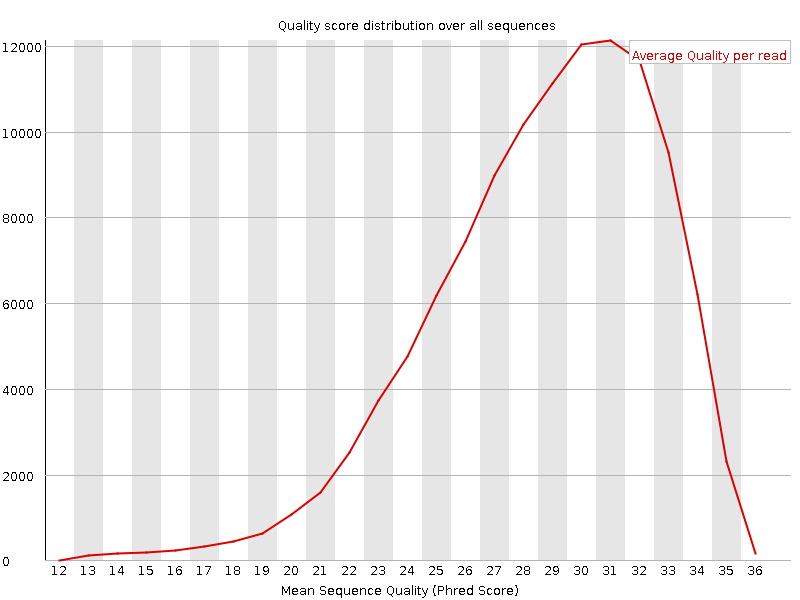 Quality score distribution over all sequences
Average Quality per read
12000
10000
8000
6000
4000
2000
0
12 13 14 15 16 17 18 19 20 21 22 23 24 25 26 27 28 29 30 31 32 33 34 35 36
Mean Sequence Quality (Phred Score)